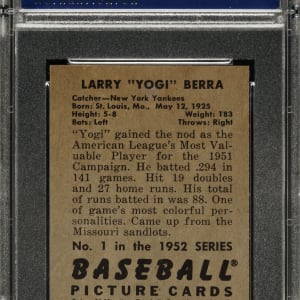 LARRY "YOGI" BERRA
Catcher—New York Yankees
Born: St. Louis, Mo., May 12, 1925
Height: 5-8 Weight: 183
Bats: Left Throws: Right
"Yogi" gained the nod as the
American League's Most Val-
uable Player for the 1951
Campaign. He batted .294 in
141 games. Hit 19 doubles
and 27 home runs. His total
of runs batted in was 88. One
of game's most colorful per-
sonalities. Came up from the
Missouri sandlots.
No. 1 in the 1952 SERIES
BASEBALL
PICTURE CARDS